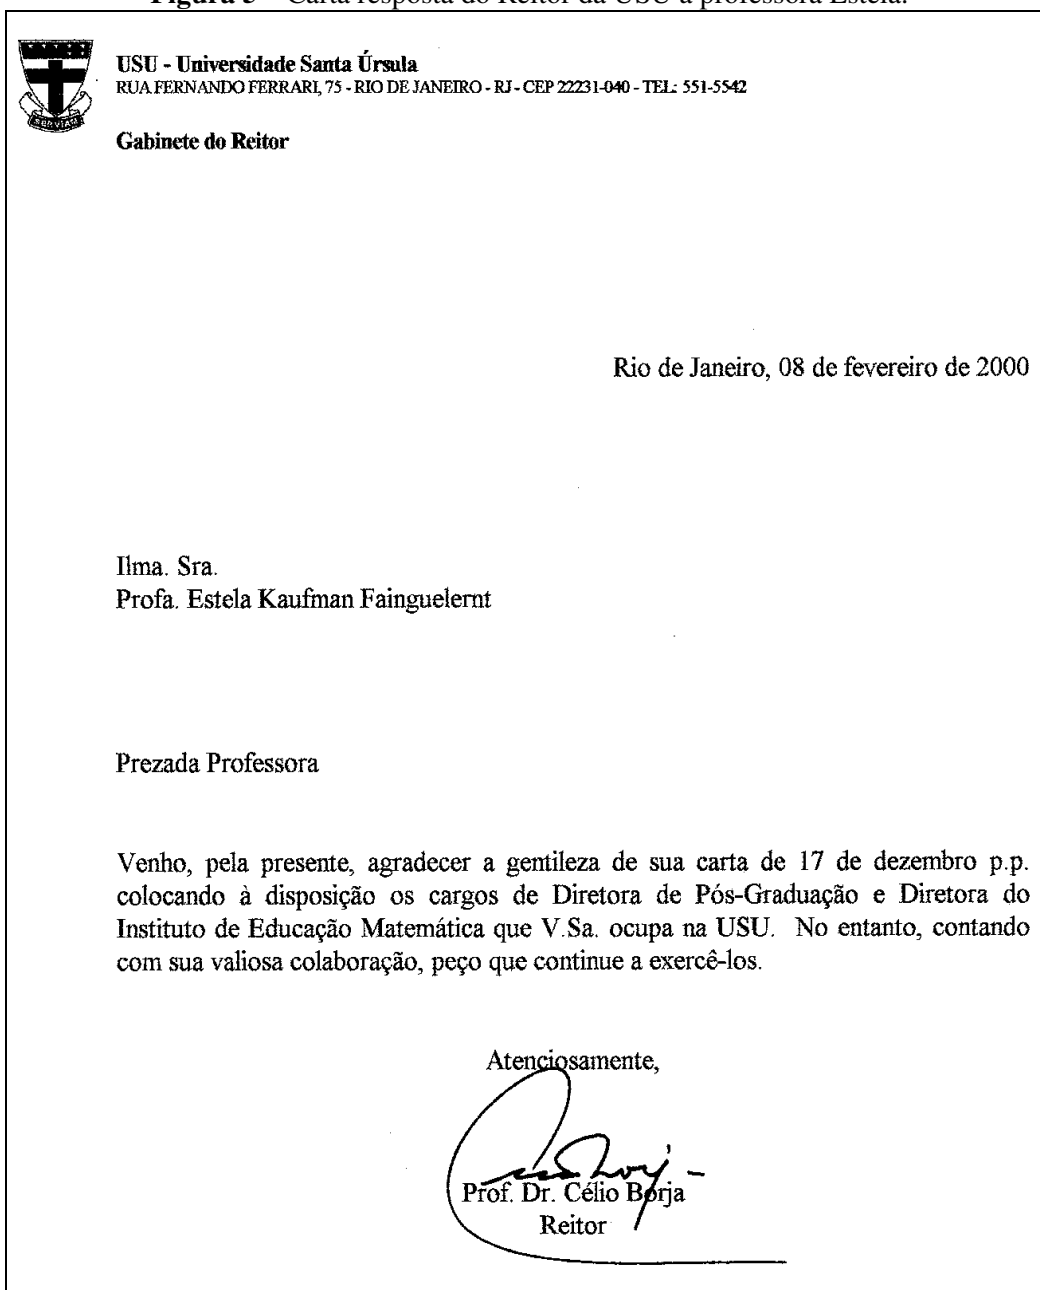 Carta resposta do Reitor da USU à professora Estela.
SERVIAM
USU - Universidade Santa Úrsula
RUA FERNANDO FERRARI, 75 - RIO DE JANEIRO - RJ - CEP 22231-040 - TEL: 551-5542
Gabinete do Reitor
Rio de Janeiro, 08 de fevereiro de 2000
Ilma. Sra.
Profa. Estela Kaufman Fainguelernt
Prezada Professora
Venho, pela presente, agradecer a gentileza de sua carta de 17 de dezembro p.p.
colocando à disposição os cargos de Diretora de Pós-Graduação e Diretora do
Instituto de Educação Matemática que V.Sa. ocupa na USU. No entanto, contando
com sua valiosa colaboração, peço que continue a exercê-los.
Atenciosamente,
Prof. Dr. Célio Borja
Reitor